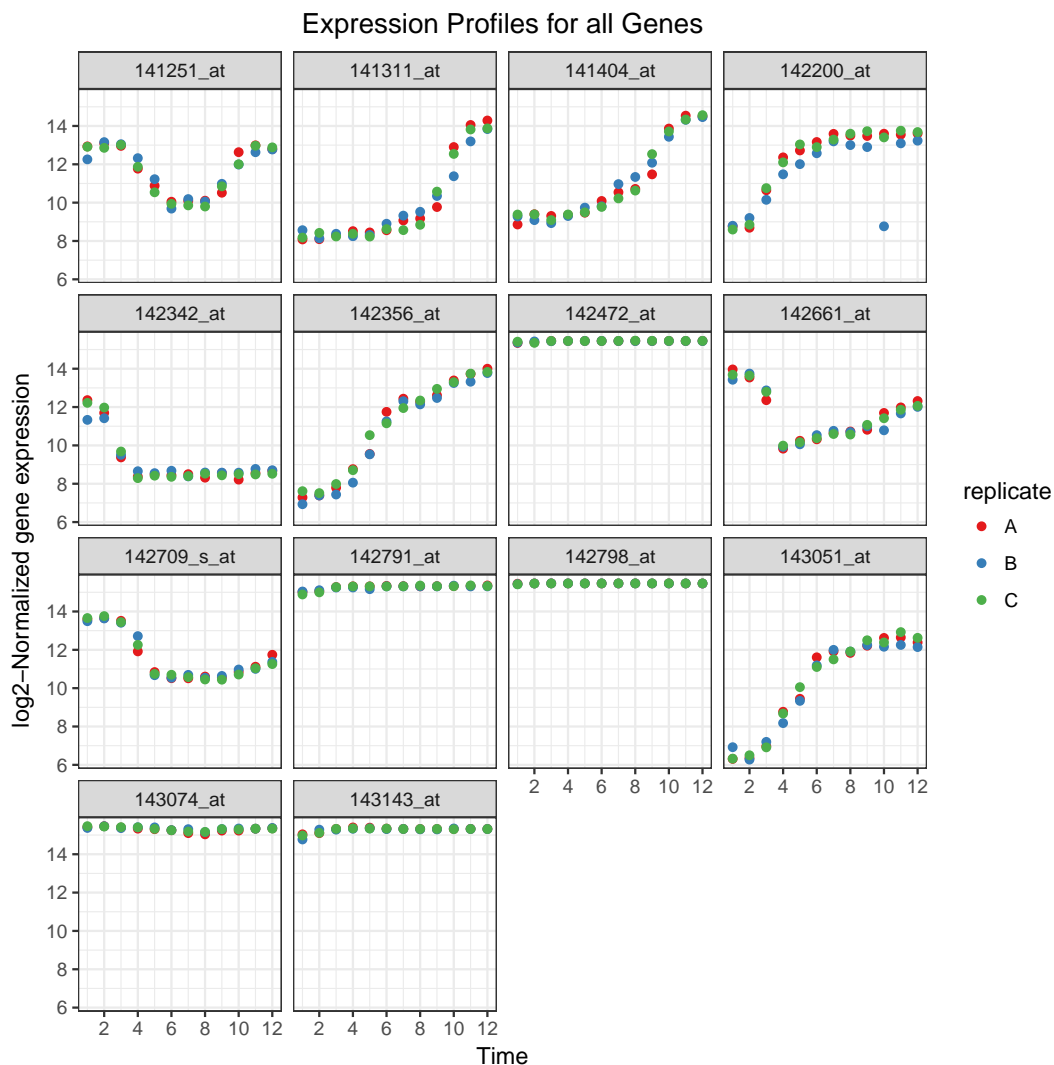 Expression Profiles for all Genes
141251_at 141311_at 141404_at 142200_at
14
12
10
8
6
142342_at 142356_at 142472_at 142661_at
14
12
10
8
6
142709_s_at 142791_at 142798_at 143051_at
14
12
10
8
6
2 4 6 8 10 12 2 4 6 8 10 12
143074_at 143143_at
14
12
10
8
6
2 4 6 8 10 12 2 4 6 8 10 12
Time
log2−Normalized gene expression
replicate
A
B
C